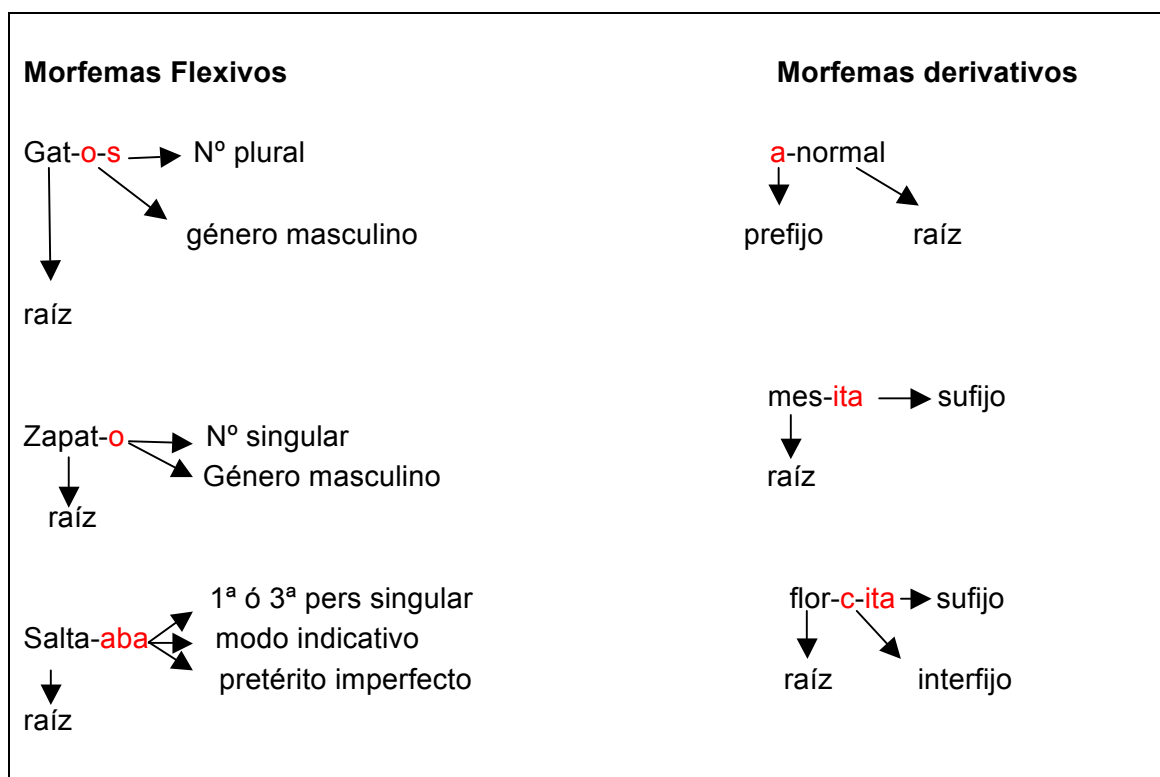 Morfemas Flexivos
Morfemas derivativos
Gat-o-s Nº plural
género masculino
raíz
a-normal
prefijo raíz
Zapat-o Nº singular
Género masculino
raíz
mes-ita sufijo
raíz
1ª ó 3ª pers singular
Salta-aba modo indicativo
pretérito imperfecto
raíz
flor-c-ita sufijo
raíz interfijo